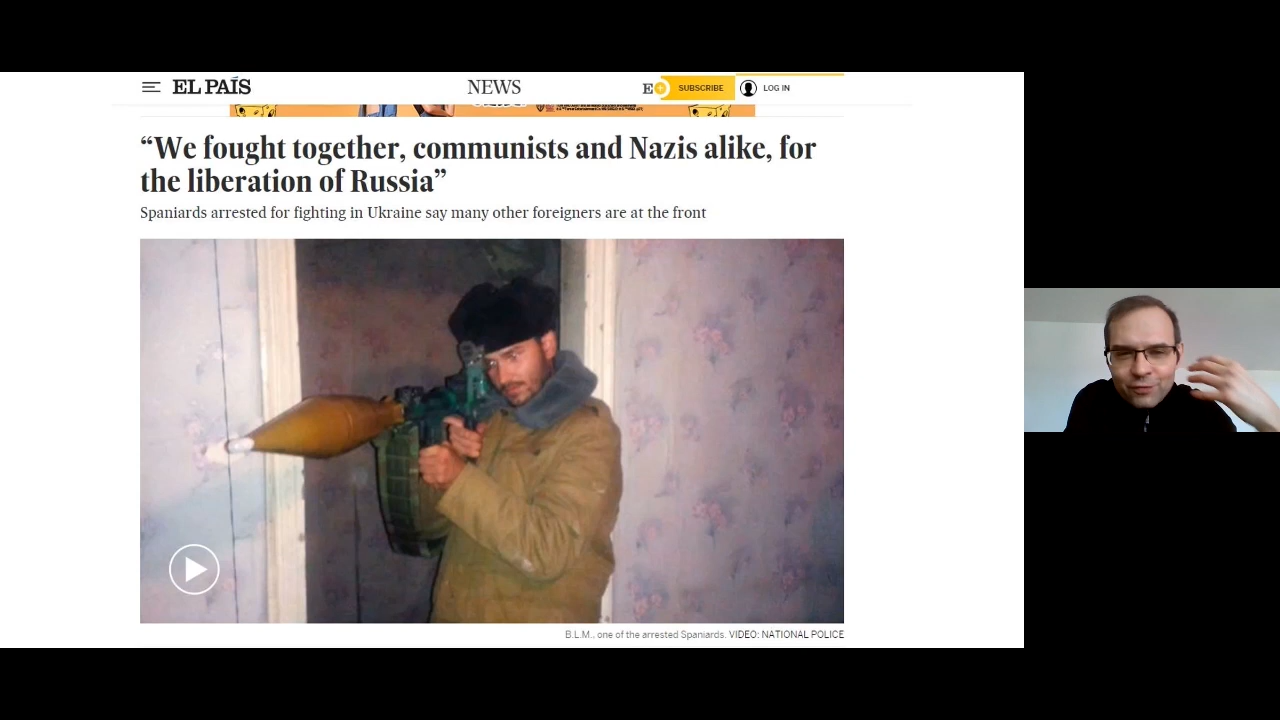 EL PAÍS
NEWS
E+
SUBSCRIBE
LOG IN
“We fought together, communists and Nazis alike, for
the liberation of Russia”
Spaniards arrested for fighting in Ukraine say many other foreigners are at the front
B.L.M., one of the arrested Spaniards. VIDEO: NATIONAL POLICE